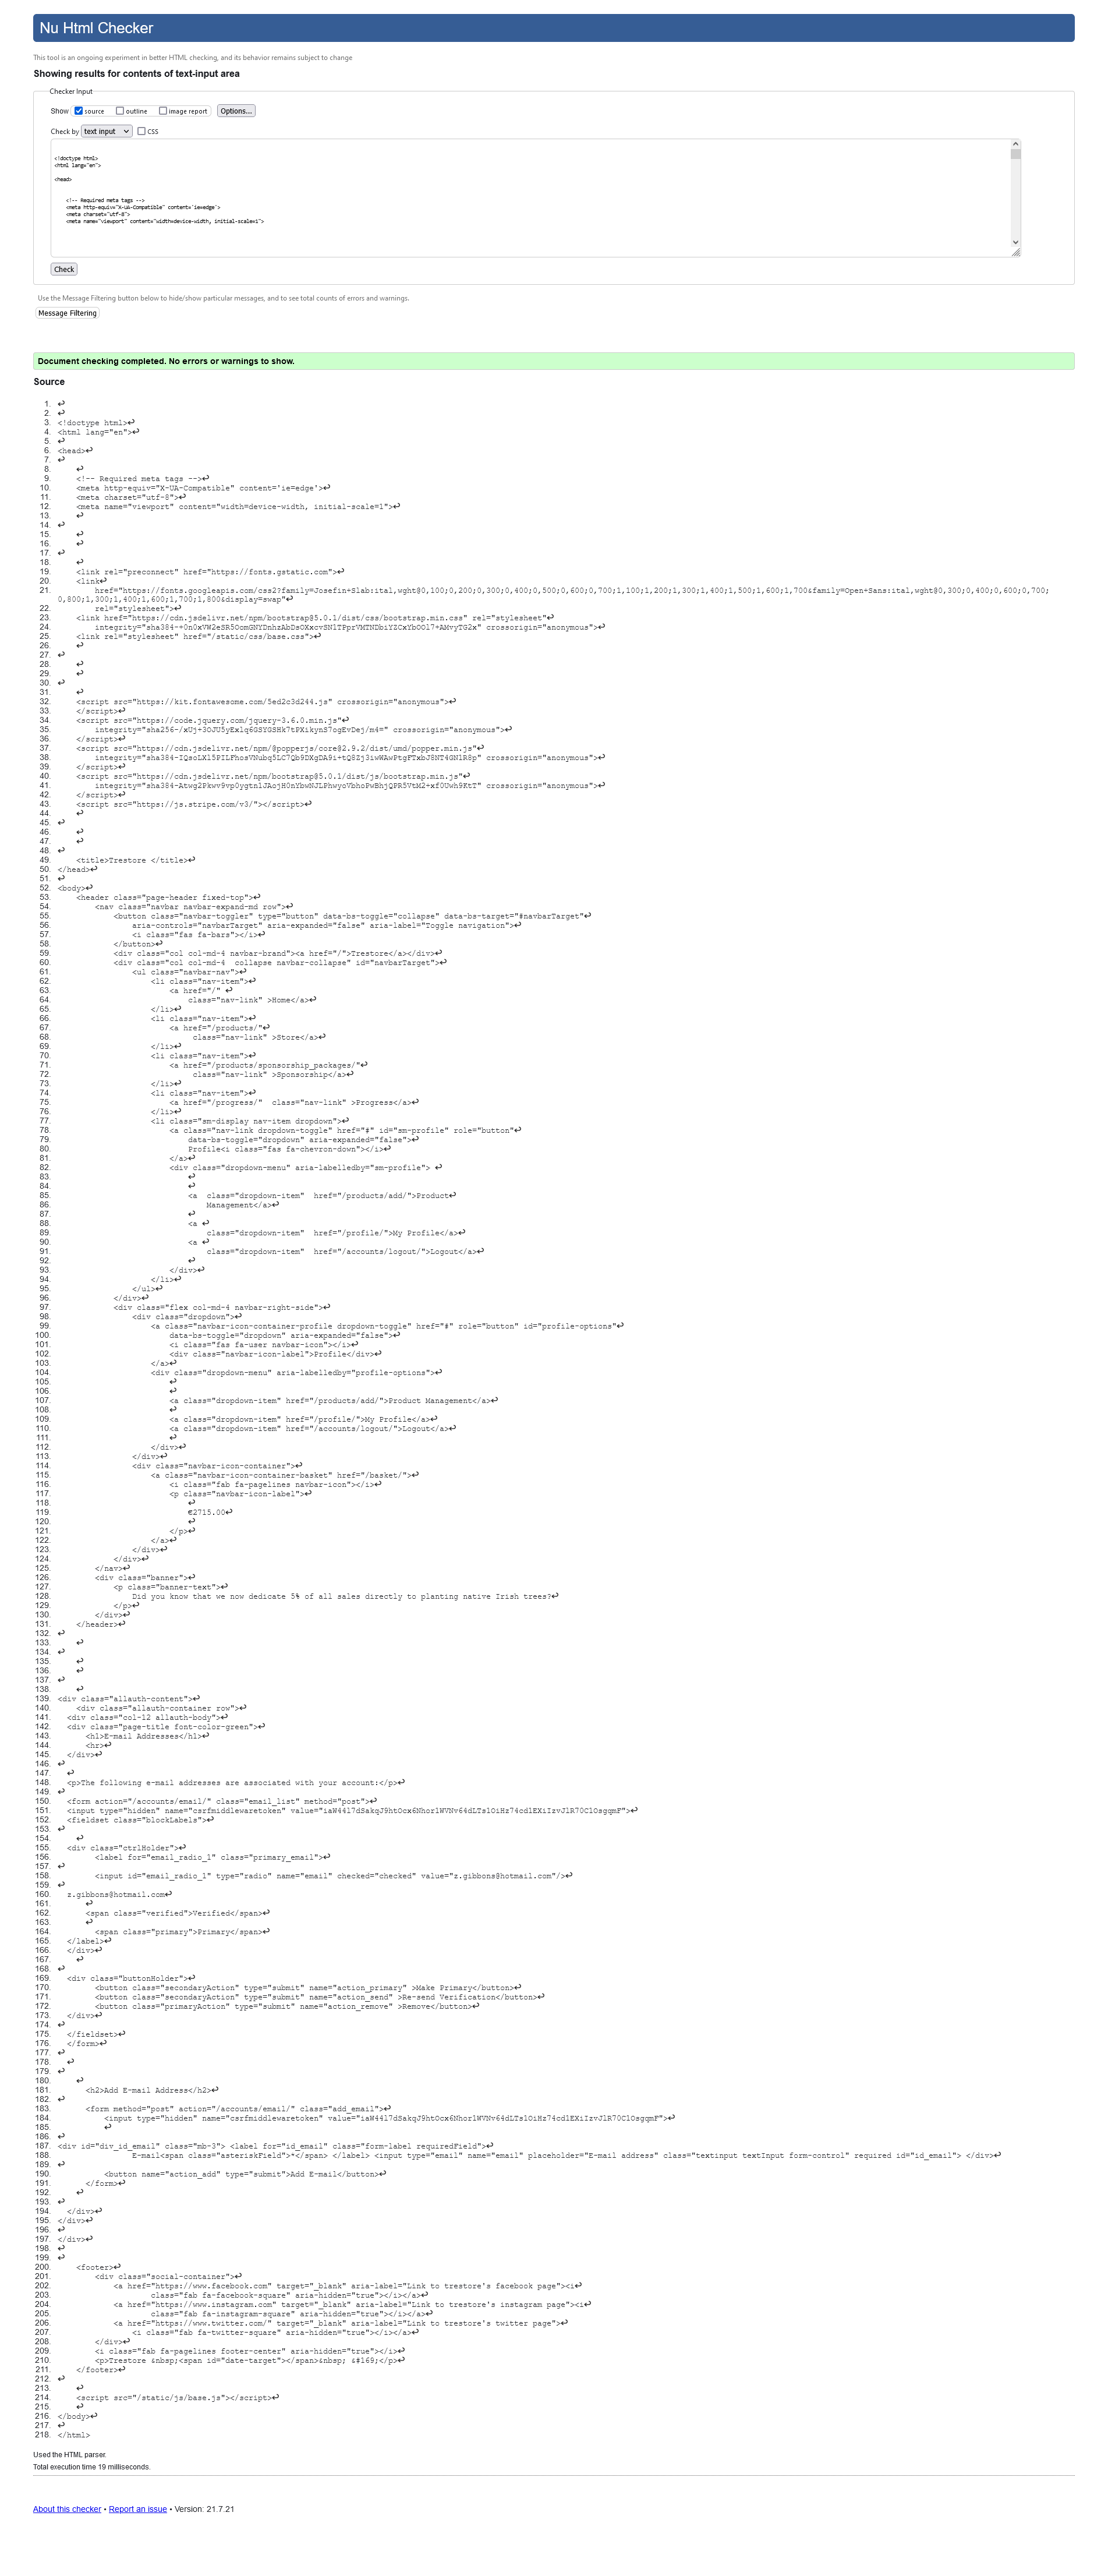 Nu Html Checker
This tool is an ongoing experiment in better HTML checking, and its behavior remains subject to change
Showing results for contents of text-input area
Checker Input
Show source outline image report Options...
Check by text input CSS
<!doctype html>
<html lang="en">
<head>
<!-- Required meta tags -->
<meta http-equiv="X-UA-Compatible" content='ie=edge'>
<meta charset="utf-8">
<meta name="viewport" content="width=device-width, initial-scale=1">
Check
Use the Message Filtering button below to hide/show particular messages, and to see total counts of errors and warnings.
Message Filtering
Document checking completed. No errors or warnings to show.
Source
1. ↩
2. ↩
3. <!doctype html>↩
4. <html lang="en">↩
5. ↩
6. <head>↩
7. ↩
8. ↩
9. <!-- Required meta tags -->↩
10. <meta http-equiv="X-UA-Compatible" content='ie=edge'>↩
11. <meta charset="utf-8">↩
12. <meta name="viewport" content="width=device-width, initial-scale=1">↩
13. ↩
14. ↩
15. ↩
16. ↩
17. ↩
18. ↩
19. <link rel="preconnect" href="https://fonts.gstatic.com">↩
20. <link↩
21. href="https://fonts.googleapis.com/css2?family=Josefin+Slab:ital,wght@0,100;0,200;0,300;0,400;0,500;0,600;0,700;1,100;1,200;1,300;1,400;1,500;1,600;1,700&family=Open+Sans:ital,wght@0,300;0,400;0,600;0,700;
0,800;1,300;1,400;1,600;1,700;1,800&display=swap"↩
22. rel="stylesheet">↩
23. <link href="https://cdn.jsdelivr.net/npm/bootstrap@5.0.1/dist/css/bootstrap.min.css" rel="stylesheet"↩
24. crossorigin="anonymous">↩
25. <link rel="stylesheet" href="/static/css/base.css">↩
26. ↩
27. ↩
28. ↩
29. ↩
30. ↩
31. ↩
32. <script src="https://kit.fontawesome.com/5ed2c3d244.js" crossorigin="anonymous">↩
33. </script>↩
34. <script src="https://code.jquery.com/jquery-3.6.0.min.js"↩
35. crossorigin="anonymous">↩
36. </script>↩
37. <script src="https://cdn.jsdelivr.net/npm/@popperjs/core@2.9.2/dist/umd/popper.min.js"↩
38. crossorigin="anonymous">↩
39. </script>↩
40. <script src="https://cdn.jsdelivr.net/npm/bootstrap@5.0.1/dist/js/bootstrap.min.js"↩
41. crossorigin="anonymous">↩
42. </script>↩
43. <script src="https://js.stripe.com/v3/"></script>↩
44. ↩
45. ↩
46. ↩
47. ↩
48. ↩
49. <title>Trestore </title>↩
50. </head>↩
51. ↩
52. <body>↩
53. <header class="page-header fixed-top">↩
54. <nav class="navbar navbar-expand-md row">↩
55. <button class="navbar-toggler" type="button" data-bs-toggle="collapse" data-bs-target="#navbarTarget"↩
56. aria-controls="navbarTarget" aria-expanded="false" aria-label="Toggle navigation">↩
57. <i class="fas fa-bars"></i>↩
58. </button>↩
59. <div class="col col-md-4 navbar-brand"><a href="/">Trestore</a></div>↩
60. <div class="col col-md-4  collapse navbar-collapse" id="navbarTarget">↩
61. <ul class="navbar-nav">↩
62. <li class="nav-item">↩
63. <a href="/" ↩
64. class="nav-link" >Home</a>↩
65. </li>↩
66. <li class="nav-item">↩
67. <a href="/products/"↩
68. class="nav-link" >Store</a>↩
69. </li>↩
70. <li class="nav-item">↩
71. <a href="/products/sponsorship_packages/"↩
72. class="nav-link" >Sponsorship</a>↩
73. </li>↩
74. <li class="nav-item">↩
75. <a href="/progress/"  class="nav-link" >Progress</a>↩
76. </li>↩
77. <li class="sm-display nav-item dropdown">↩
78. <a class="nav-link dropdown-toggle" href="#" id="sm-profile" role="button"↩
79. data-bs-toggle="dropdown" aria-expanded="false">↩
80. Profile<i class="fas fa-chevron-down"></i>↩
81. </a>↩
82. <div class="dropdown-menu" aria-labelledby="sm-profile"> ↩
83. ↩
84. ↩
85. <a  class="dropdown-item"  href="/products/add/">Product↩
86. Management</a>↩
87. ↩
88. <a ↩
89. class="dropdown-item"  href="/profile/">My Profile</a>↩
90. <a ↩
91. class="dropdown-item"  href="/accounts/logout/">Logout</a>↩
92. ↩
93. </div>↩
94. </li>↩
95. </ul>↩
96. </div>↩
97. <div class="flex col-md-4 navbar-right-side">↩
98. <div class="dropdown">↩
99. <a class="navbar-icon-container-profile dropdown-toggle" href="#" role="button" id="profile-options"↩
100. data-bs-toggle="dropdown" aria-expanded="false">↩
101. <i class="fas fa-user navbar-icon"></i>↩
102. <div class="navbar-icon-label">Profile</div>↩
103. </a>↩
104. <div class="dropdown-menu" aria-labelledby="profile-options">↩
105. ↩
106. ↩
107. <a class="dropdown-item" href="/products/add/">Product Management</a>↩
108. ↩
109. <a class="dropdown-item" href="/profile/">My Profile</a>↩
110. <a class="dropdown-item" href="/accounts/logout/">Logout</a>↩
111. ↩
112. </div>↩
113. </div>↩
114. <div class="navbar-icon-container">↩
115. <a class="navbar-icon-container-basket" href="/basket/">↩
116. <i class="fab fa-pagelines navbar-icon"></i>↩
117. <p class="navbar-icon-label">↩
118. ↩
119. €2715.00↩
120. ↩
121. </p>↩
122. </a>↩
123. </div>↩
124. </div>↩
125. </nav>↩
126. <div class="banner">↩
127. <p class="banner-text">↩
128. Did you know that we now dedicate 5% of all sales directly to planting native Irish trees?↩
129. </p>↩
130. </div>↩
131. </header>↩
132. ↩
133. ↩
134. ↩
135. ↩
136. ↩
137. ↩
138. ↩
139. <div class="allauth-content">↩
140. <div class="allauth-container row">↩
141. <div class="col-12 allauth-body">↩
142. <div class="page-title font-color-green">↩
143. <h1>E-mail Addresses</h1>↩
144. <hr>↩
145. </div>↩
146. ↩
147. ↩
148. <p>The following e-mail addresses are associated with your account:</p>↩
149. ↩
150. <form action="/accounts/email/" class="email_list" method="post">↩
151. <input type="hidden" name="csrfmiddlewaretoken"
152. <fieldset class="blockLabels">↩
153. ↩
154. ↩
155. <div class="ctrlHolder">↩
156. <label for="email_radio_1" class="primary_email">↩
157. ↩
158. <input id="email_radio_1" type="radio" name="email" checked="checked" value="z.gibbons@hotmail.com"/>↩
159. ↩
160. z.gibbons@hotmail.com↩
161. ↩
162. <span class="verified">Verified</span>↩
163. ↩
164. <span class="primary">Primary</span>↩
165. </label>↩
166. </div>↩
167. ↩
168. ↩
169. <div class="buttonHolder">↩
170. <button class="secondaryAction" type="submit" name="action_primary" >Make Primary</button>↩
171. <button class="secondaryAction" type="submit" name="action_send" >Re-send Verification</button>↩
172. <button class="primaryAction" type="submit" name="action_remove" >Remove</button>↩
173. </div>↩
174. ↩
175. </fieldset>↩
176. </form>↩
177. ↩
178. ↩
179. ↩
180. ↩
181. <h2>Add E-mail Address</h2>↩
182. ↩
183. <form method="post" action="/accounts/email/" class="add_email">↩
184. <input type="hidden" name="csrfmiddlewaretoken"
185. ↩
186. ↩
187. <div id="div_id_email" class="mb-3"> <label for="id_email" class="form-label requiredField">↩
188. E-mail<span class="asteriskField">*</span> </label> <input type="email" name="email" placeholder="E-mail address" class="textinput textInput form-control" required id="id_email"> </div>↩
189. ↩
190. <button name="action_add" type="submit">Add E-mail</button>↩
191. </form>↩
192. ↩
193. ↩
194. </div>↩
195. </div>↩
196. ↩
197. </div>↩
198. ↩
199. ↩
200. <footer>↩
201. <div class="social-container">↩
202. <a href="https://www.facebook.com" target="_blank" aria-label="Link to trestore's facebook page"><i↩
203. class="fab fa-facebook-square" aria-hidden="true"></i></a>↩
204. <a href="https://www.instagram.com" target="_blank" aria-label="Link to trestore's instagram page"><i↩
205. class="fab fa-instagram-square" aria-hidden="true"></i></a>↩
206. <a href="https://www.twitter.com/" target="_blank" aria-label="Link to trestore's twitter page">↩
207. <i class="fab fa-twitter-square" aria-hidden="true"></i></a>↩
208. </div>↩
209. <i class="fab fa-pagelines footer-center" aria-hidden="true"></i>↩
210. <p>Trestore &nbsp;<span id="date-target"></span>&nbsp; &#169;</p>↩
211. </footer>↩
212. ↩
213. ↩
214. <script src="/static/js/base.js"></script>↩
215. ↩
216. </body>↩
217. ↩
218. </html>
Used the HTML parser.
Total execution time 19 milliseconds.
About this checker • Report an issue • Version: 21.7.21